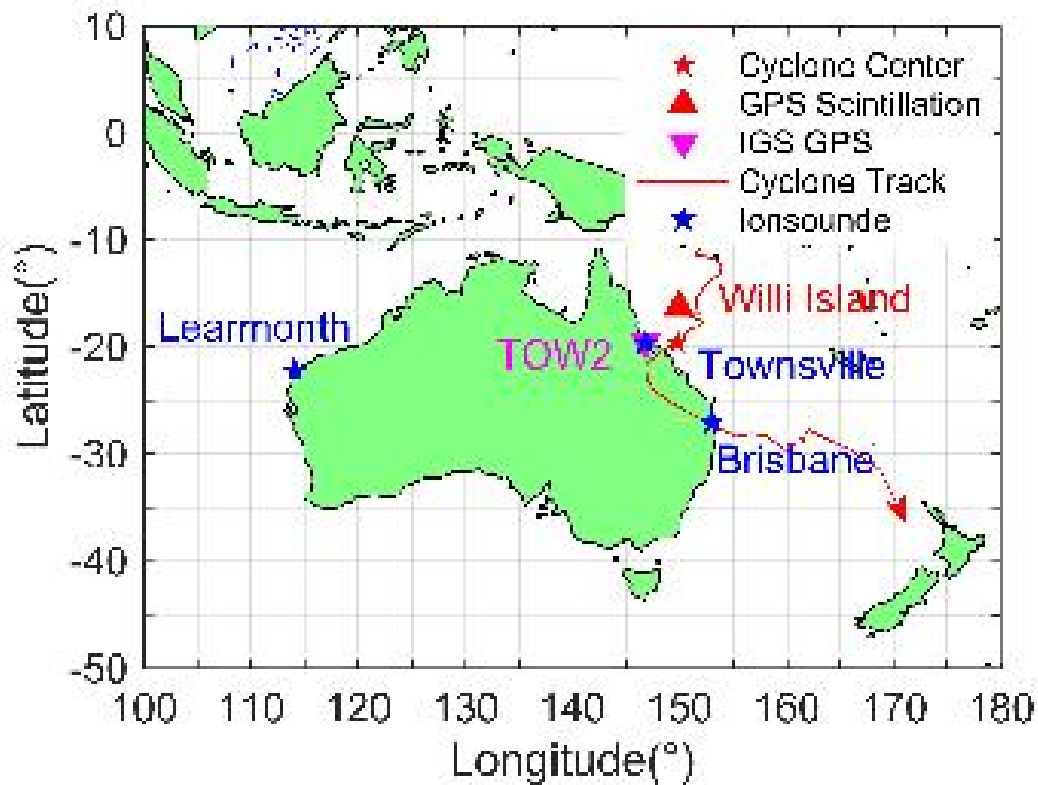 10
0
-10
-20
-30
-40
-50
100 110 120 130 140 150 160 170 180
Latitude(°)
Longitude(°)
Cyclone Center
GPS Scintillation
IGS GPS
Cyclone Track
Ionsounde
Willi Island
Learmonth
TOW2
Townsville
Brisbane